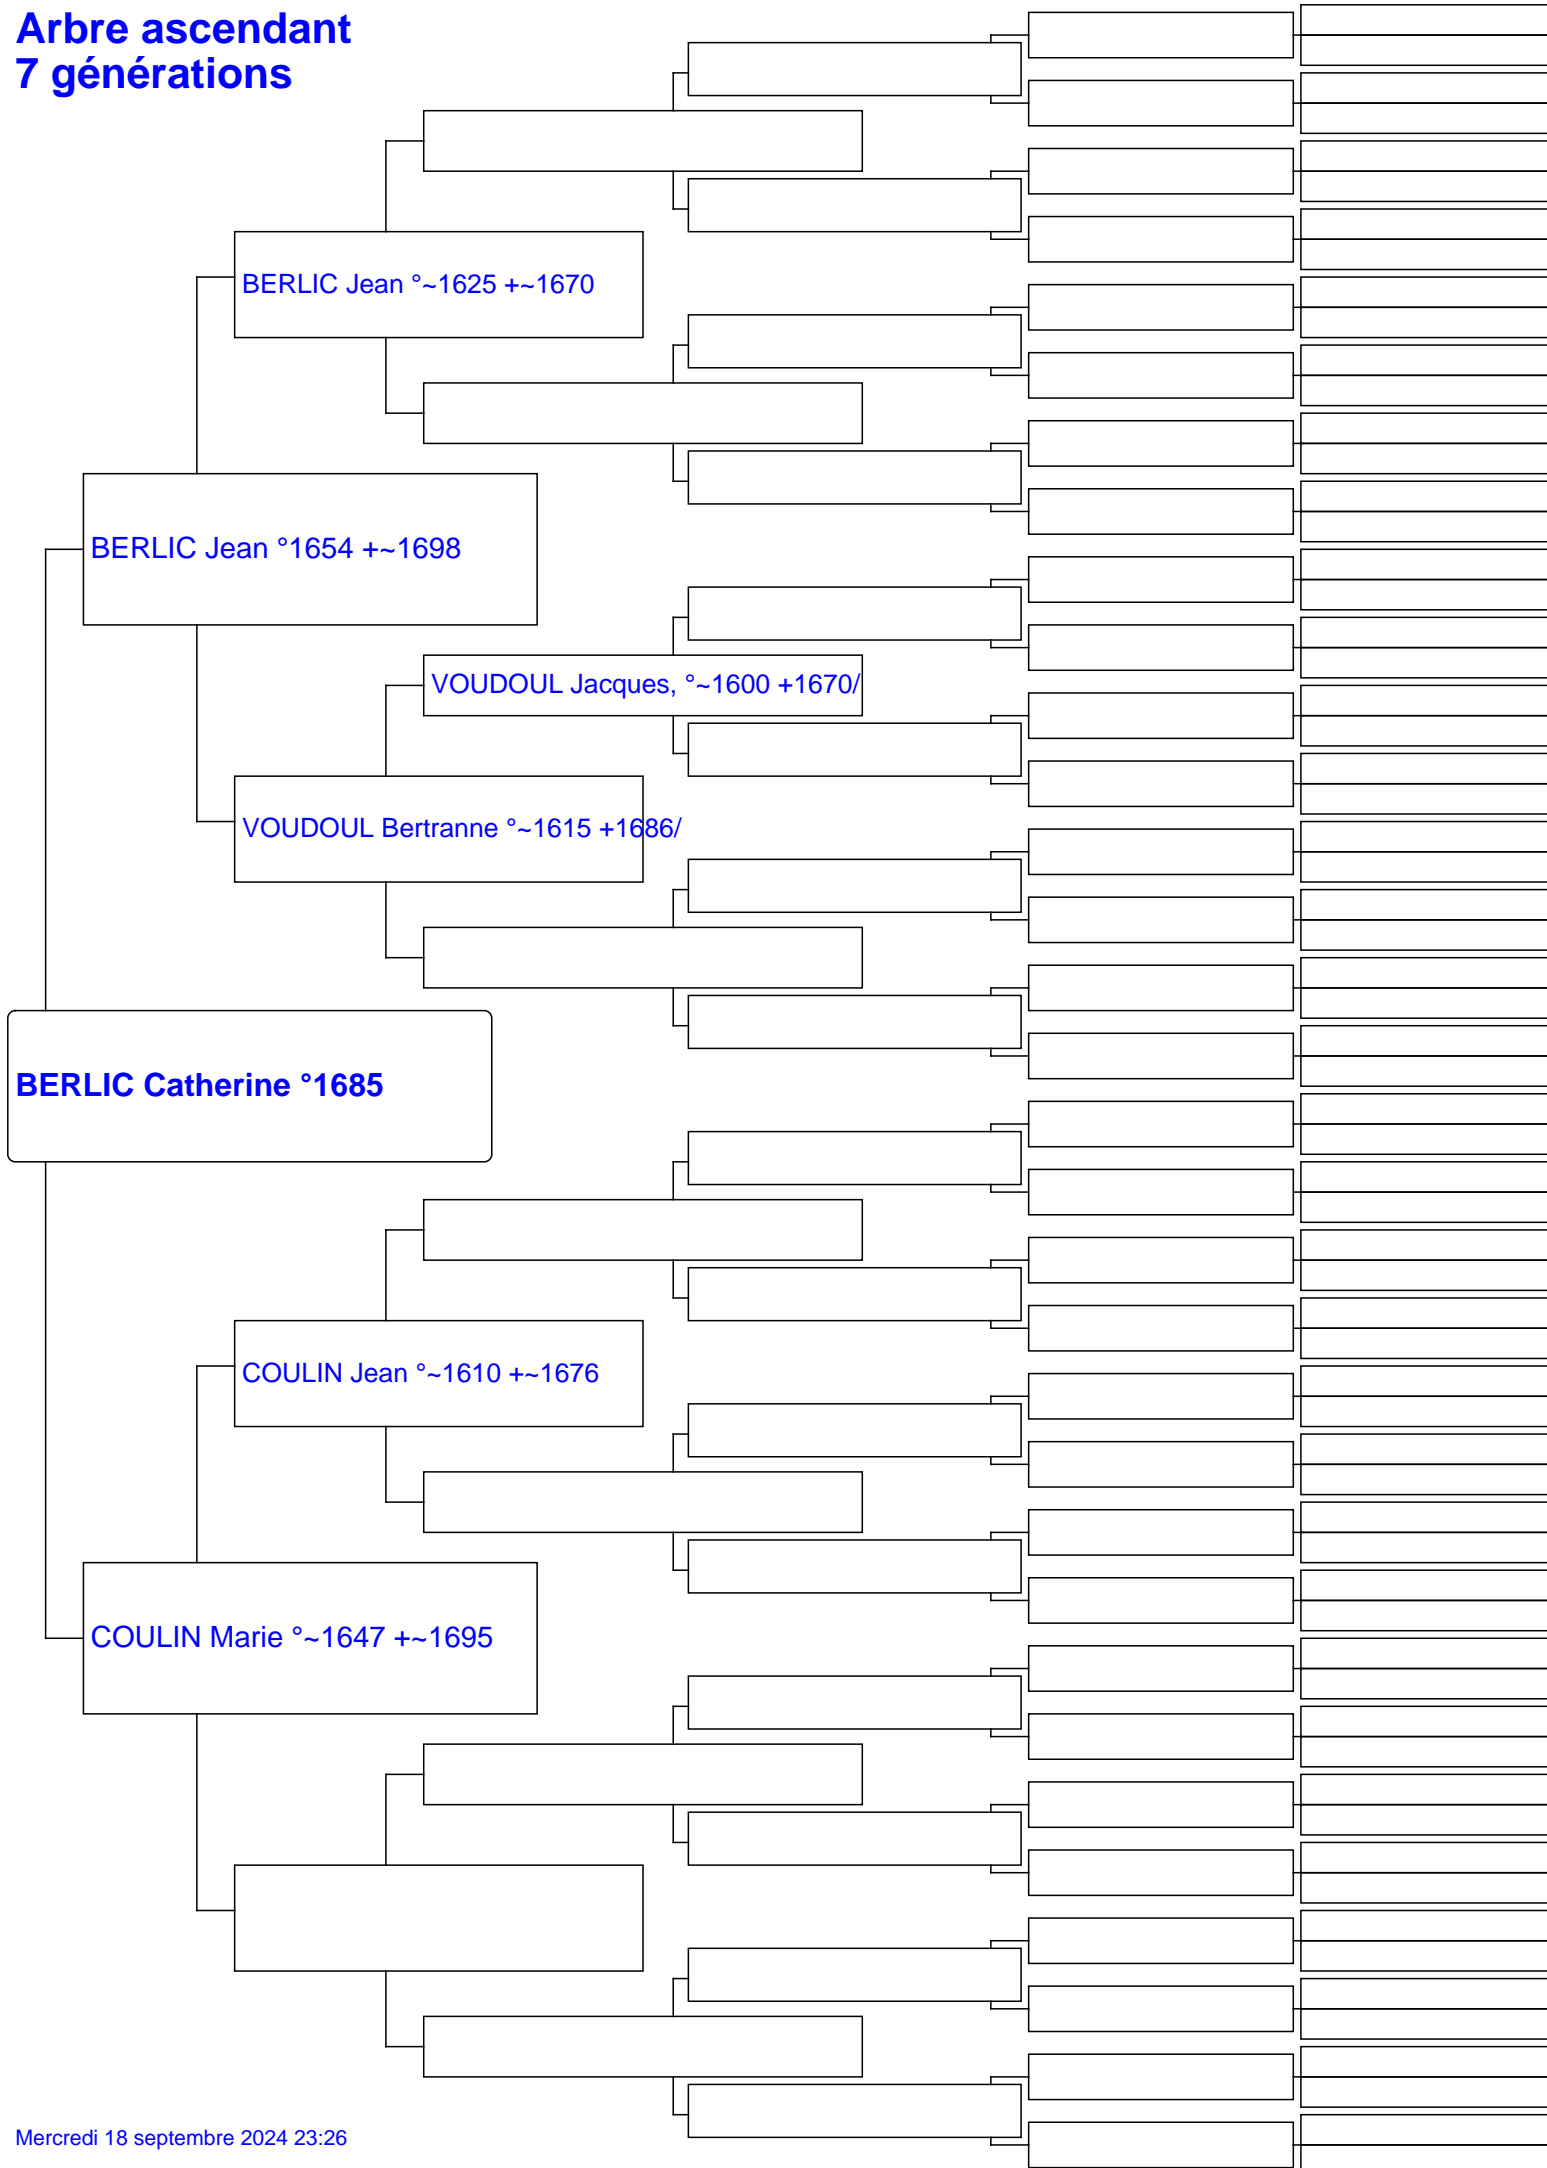 Arbre ascendant
7 générations
BERLIC Jean °~1625 +~1670
BERLIC Jean °1654 +~1698
VOUDOUL Jacques, °~1600 +1670/
VOUDOUL Bertranne °~1615 +1686/
BERLIC Catherine °1685
COULIN Jean °~1610 +~1676
COULIN Marie °~1647 +~1695
Mercredi 18 septembre 2024 23:26